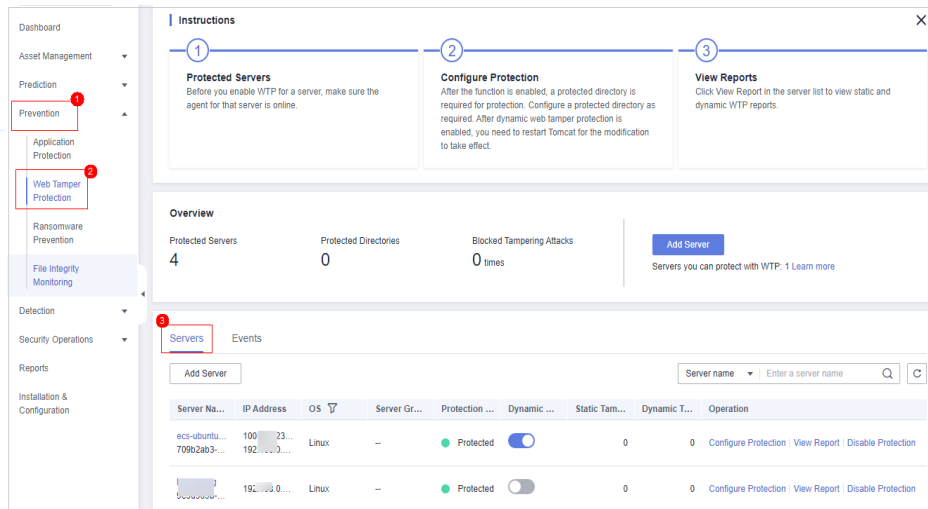 Dashboard
Asset Management
Prediction
1
Prevention
Application
Protection
2
Web Tamper
Protection
Ransomware
Prevention
File Integrity
Monitoring
Detection
Security Operations
Reports
Installation &
Configuration
Instructions
1
Protected Servers
Before you enable WTP for a server, make sure the
agent for that server is online.
2
Configure Protection
After the function is enabled, a protected directory is
required for protection. Configure a protected directory as
required. After dynamic web tamper protection is
enabled, you need to restart Tomcat for the modification
to take effect.
3
View Reports
Click View Report in the server list to view static and
dynamic WTP reports.
Overview
Protected Servers
4
Protected Directories
0
Blocked Tampering Attacks
0 times
Add Server
Servers you can protect with WTP: 1 Learn more
3
Servers Events
Add Server
Server name Enter a server name
Server Na... IP Address OS Server Gr... Protection ... Dynamic ... Static Tam... Dynamic T... Operation
ecs-ubuntu... 100 23... Linux -- Protected 0 0 Configure Protection View Report Disable Protection
709b2ab3-... 192. .0....
192. .0.... Linux -- Protected 0 0 Configure Protection View Report Disable Protection